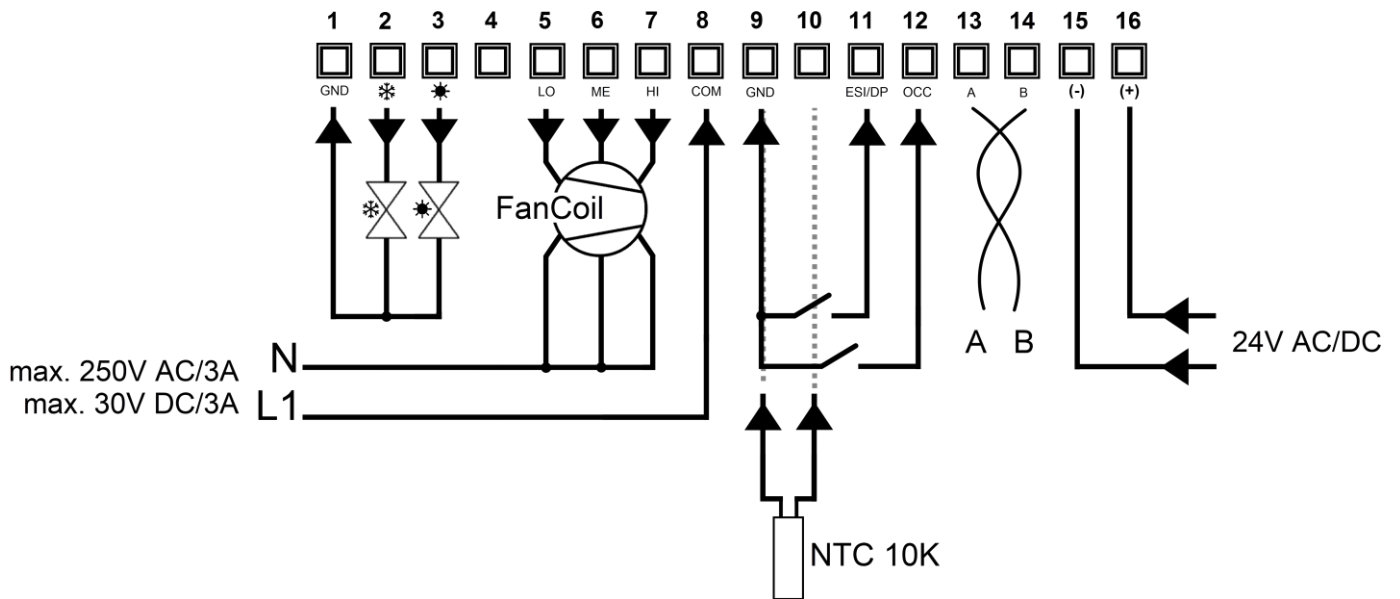 1 2 3 4 5 6 7 8 9 10 11 12 13 14 15 16
GND LO ME HI COM GND ESI/DP OCC A B (-) (+)
FanCoil
A B
24V AC/DC
max. 250V AC/3A N
max. 30V DC/3A L1
NTC 10K